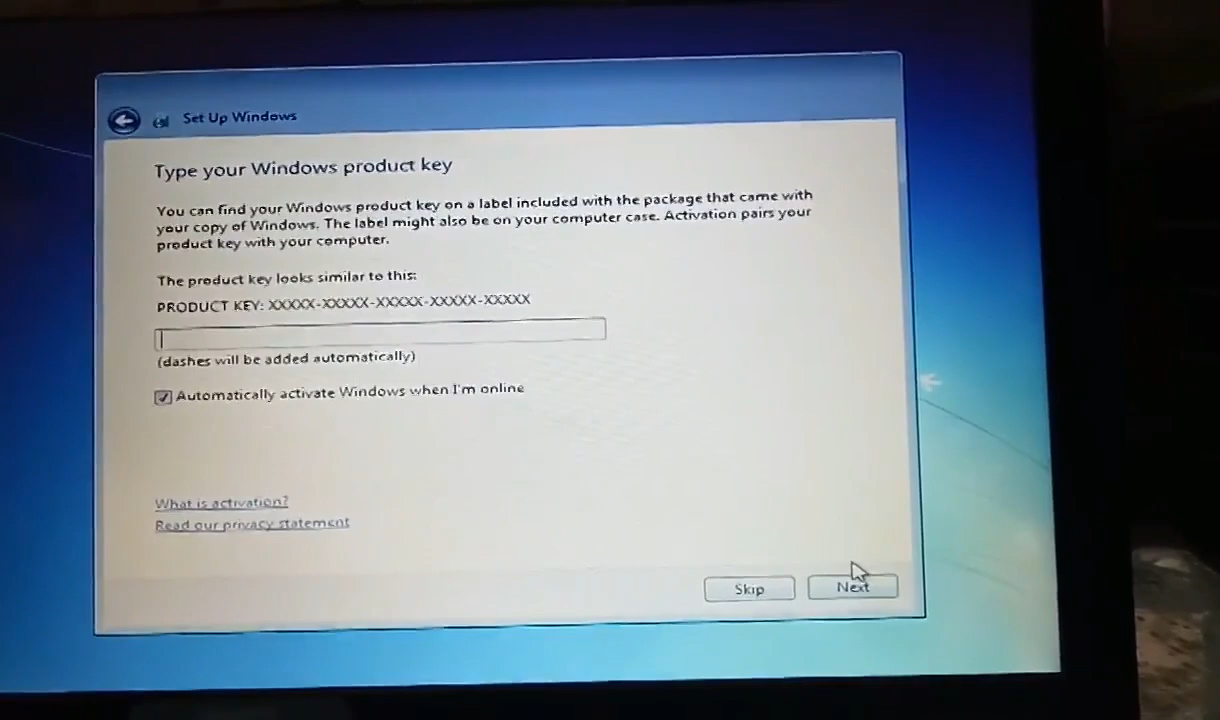 Set Up Windows
Type your Windows product key
You can find your Windows product key on a label included with the package that came with
your copy of Windows. The label might also be on your computer case. Activation pairs your
product key with your computer.
The product key looks similar to this:
PRODUCT KEY: XXXXX-XXXXX-XXXXX-XXXXX-XXXXX
(dashes will be added automatically)
Automatically activate Windows when I'm online
What is activation?
Read our privacy statement
Skip
Next